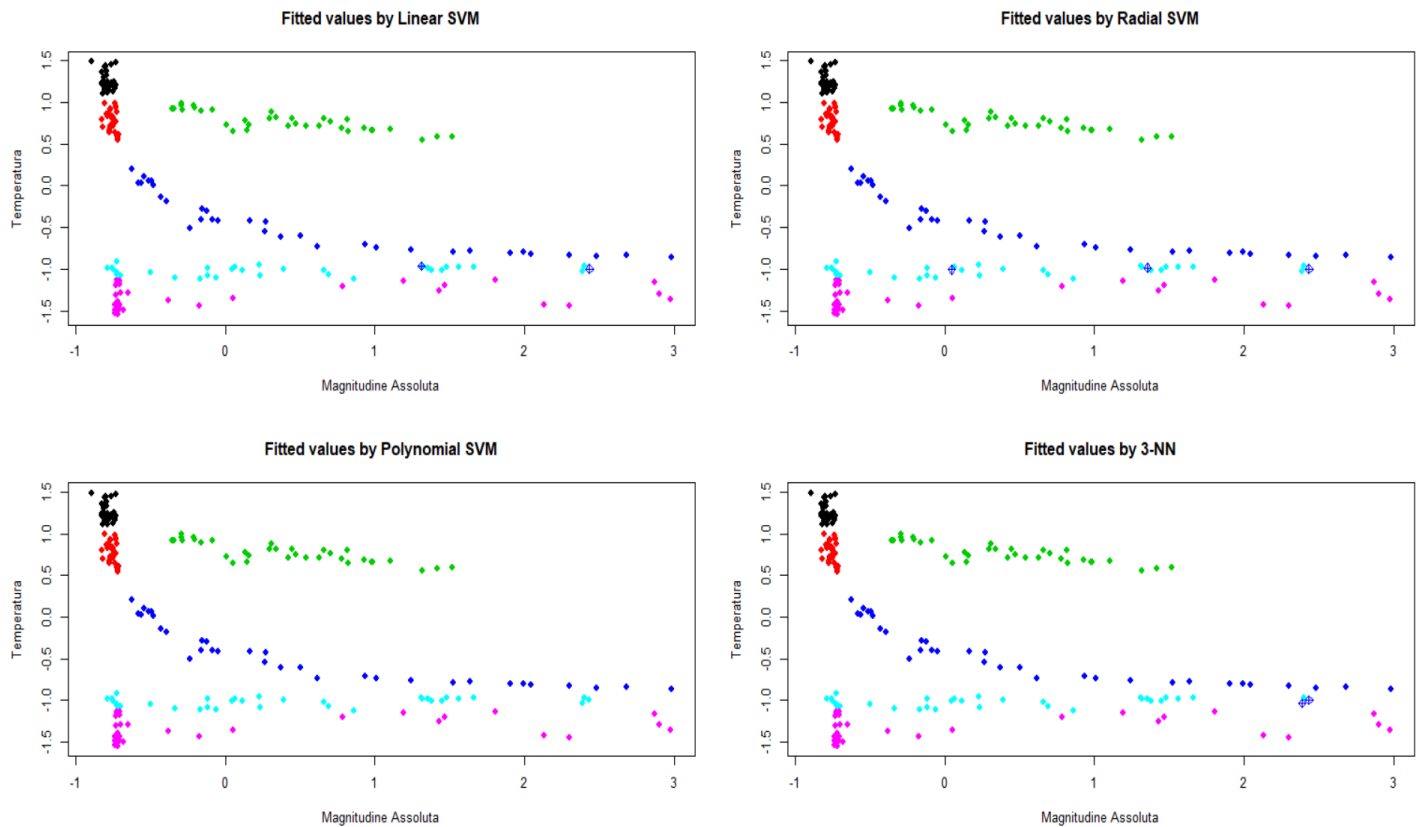 Fitted values by Linear SVM
Temperatura
1.5
1.0
0.5
0.0
-0.5
-1.0
-1.5
-1 0 1 2 3
Magnitudine Assoluta
Fitted values by Radial SVM
Temperatura
1.5
1.0
0.5
0.0
-0.5
-1.0
-1.5
-1 0 1 2 3
Magnitudine Assoluta
Fitted values by Polynomial SVM
Temperatura
1.5
1.0
0.5
0.0
-0.5
-1.0
-1.5
-1 0 1 2 3
Magnitudine Assoluta
Fitted values by 3-NN
Temperatura
1.5
1.0
0.5
0.0
-0.5
-1.0
-1.5
-1 0 1 2 3
Magnitudine Assoluta